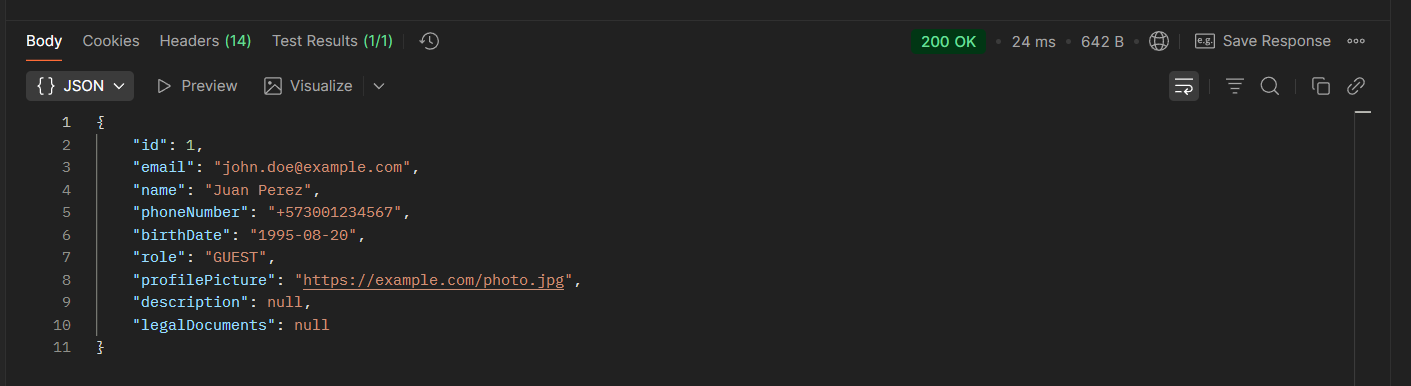 Body Cookies Headers (14) Test Results (1/1) 200 OK • 24 ms • 642 B • e.g. Save Response
{} JSON Preview Visualize
1 {
2 "id": 1,
3 "email": "john.doe@example.com",
4 "name": "Juan Perez",
5 "phoneNumber": "+573001234567",
6 "birthDate": "1995-08-20",
7 "role": "GUEST",
8 "profilePicture": "https://example.com/photo.jpg",
9 "description": null,
10 "legalDocuments": null
11 }